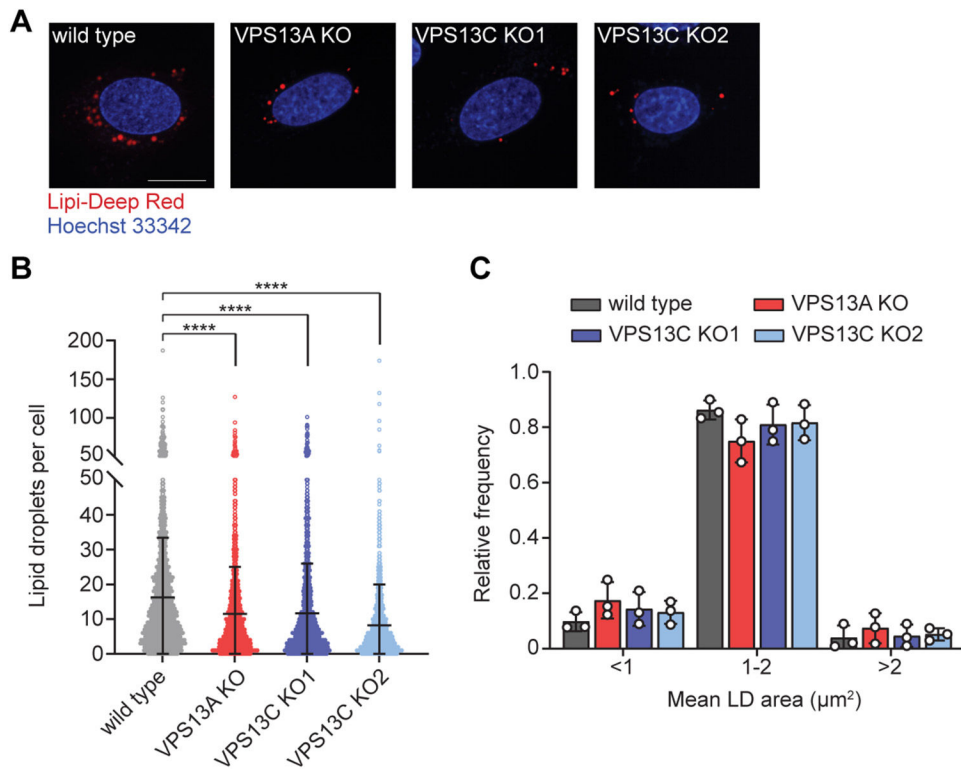 A
wild type
VPS13A KO
VPS13C KO1
VPS13C KO2
Lipi-Deep Red
Hoechst 33342
B
****
****
****
Lipid droplets per cell
200
150
100
50
50
40
30
20
10
0
wild type
VPS13A KO
VPS13C KO1
VPS13C KO2
C
wild type
VPS13A KO
VPS13C KO1
VPS13C KO2
Relative frequency
1.0
0.8
0.6
0.4
0.2
0
<1
1-2
>2
Mean LD area (µm²)